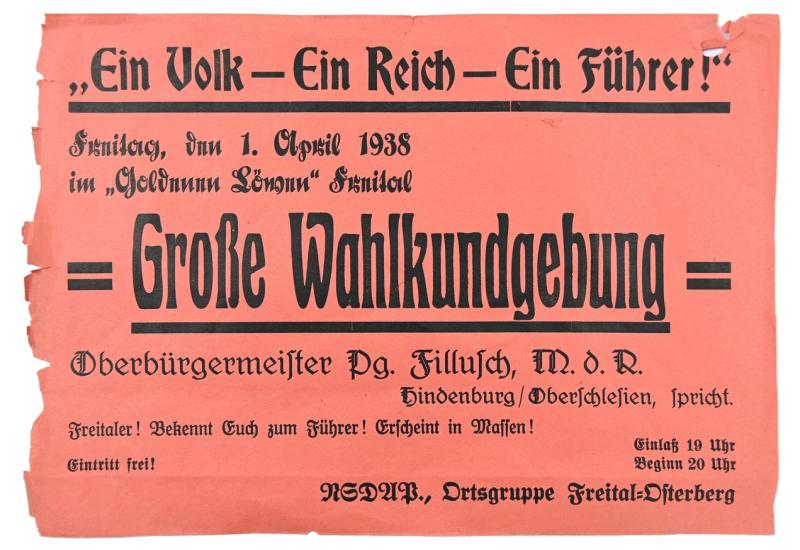 „Ein Volk — Ein Reich — Ein Führer!“
Freitag, den 1. April 1938
im „Goldenen Löwen“ Freital
= Große Wahlkundgebung =
Oberbürgermeister Pg. Filluſch, M. d. R.
Hindenburg/Oberſchleſien, ſpricht.
Freitaler! Bekennt Euch zum Führer! Erſcheint in Maſſen!
Einlaß 19 Uhr
Eintritt frei!
Beginn 20 Uhr
NSDAP., Ortsgruppe Freital-Oſterberg